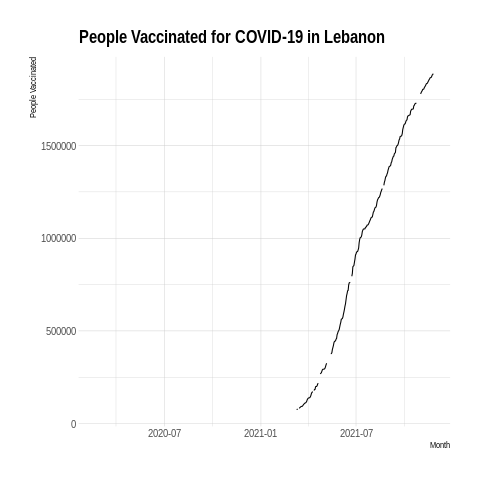 People Vaccinated for COVID-19 in Lebanon
People Vaccinated
1500000
1000000
500000
0
2020-07
2021-01
2021-07
Month